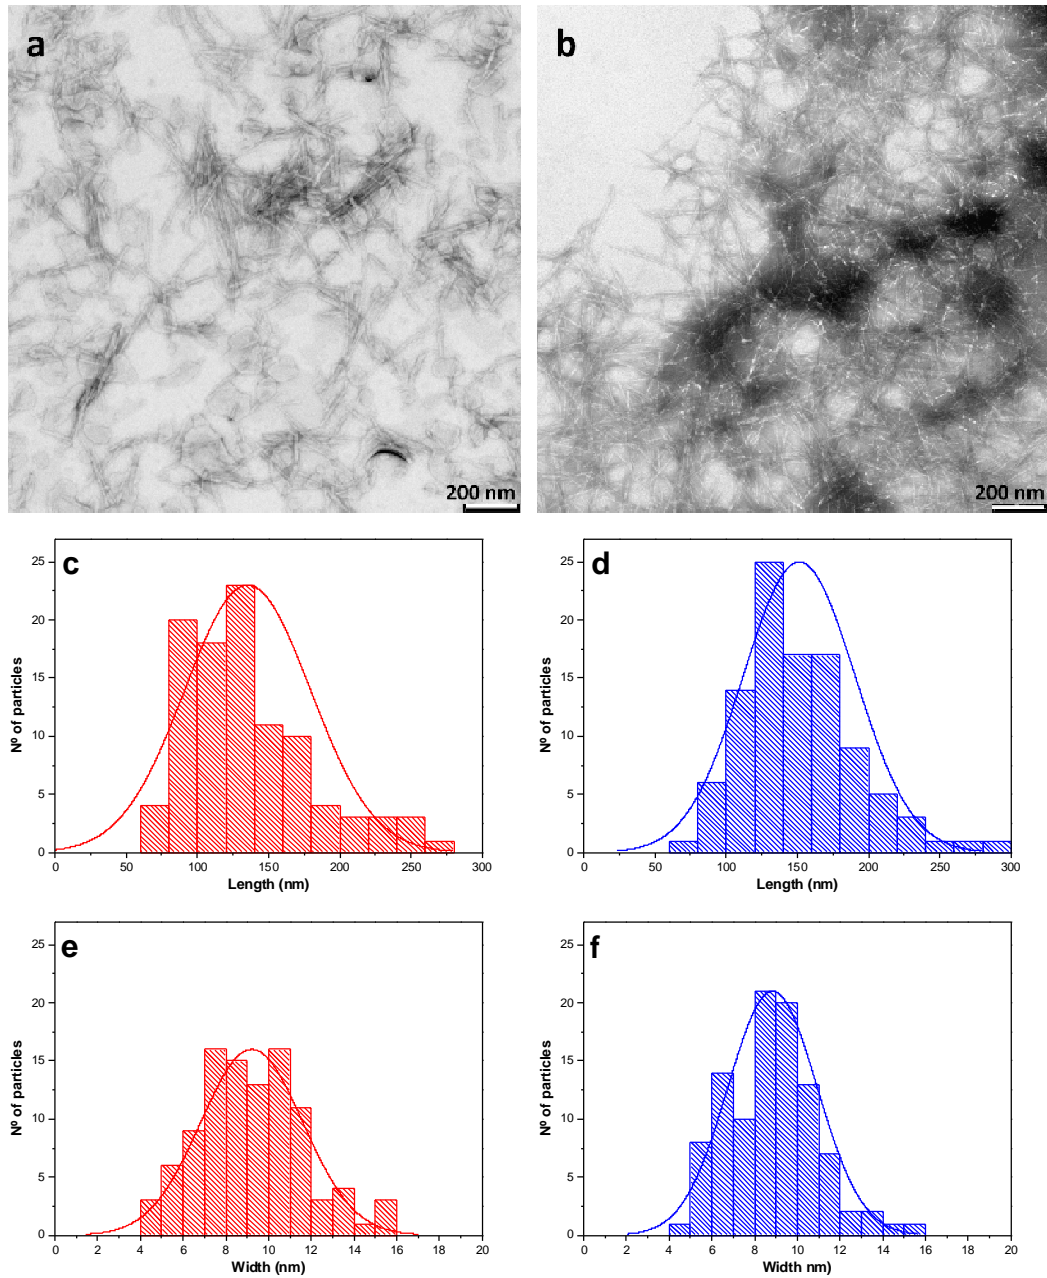 a
b
200 nm
200 nm
c
25
20
15
10
5
0
Nº of particles
0 50 100 150 200 250 300
Length (nm)
d
25
20
15
10
5
0
Nº of particles
0 50 100 150 200 250 300
Length (nm)
e
25
20
15
10
5
0
Nº of particles
0 2 4 6 8 10 12 14 16 18 20
Width (nm)
f
25
20
15
10
5
0
Nº of particles
0 2 4 6 8 10 12 14 16 18 20
Width nm)